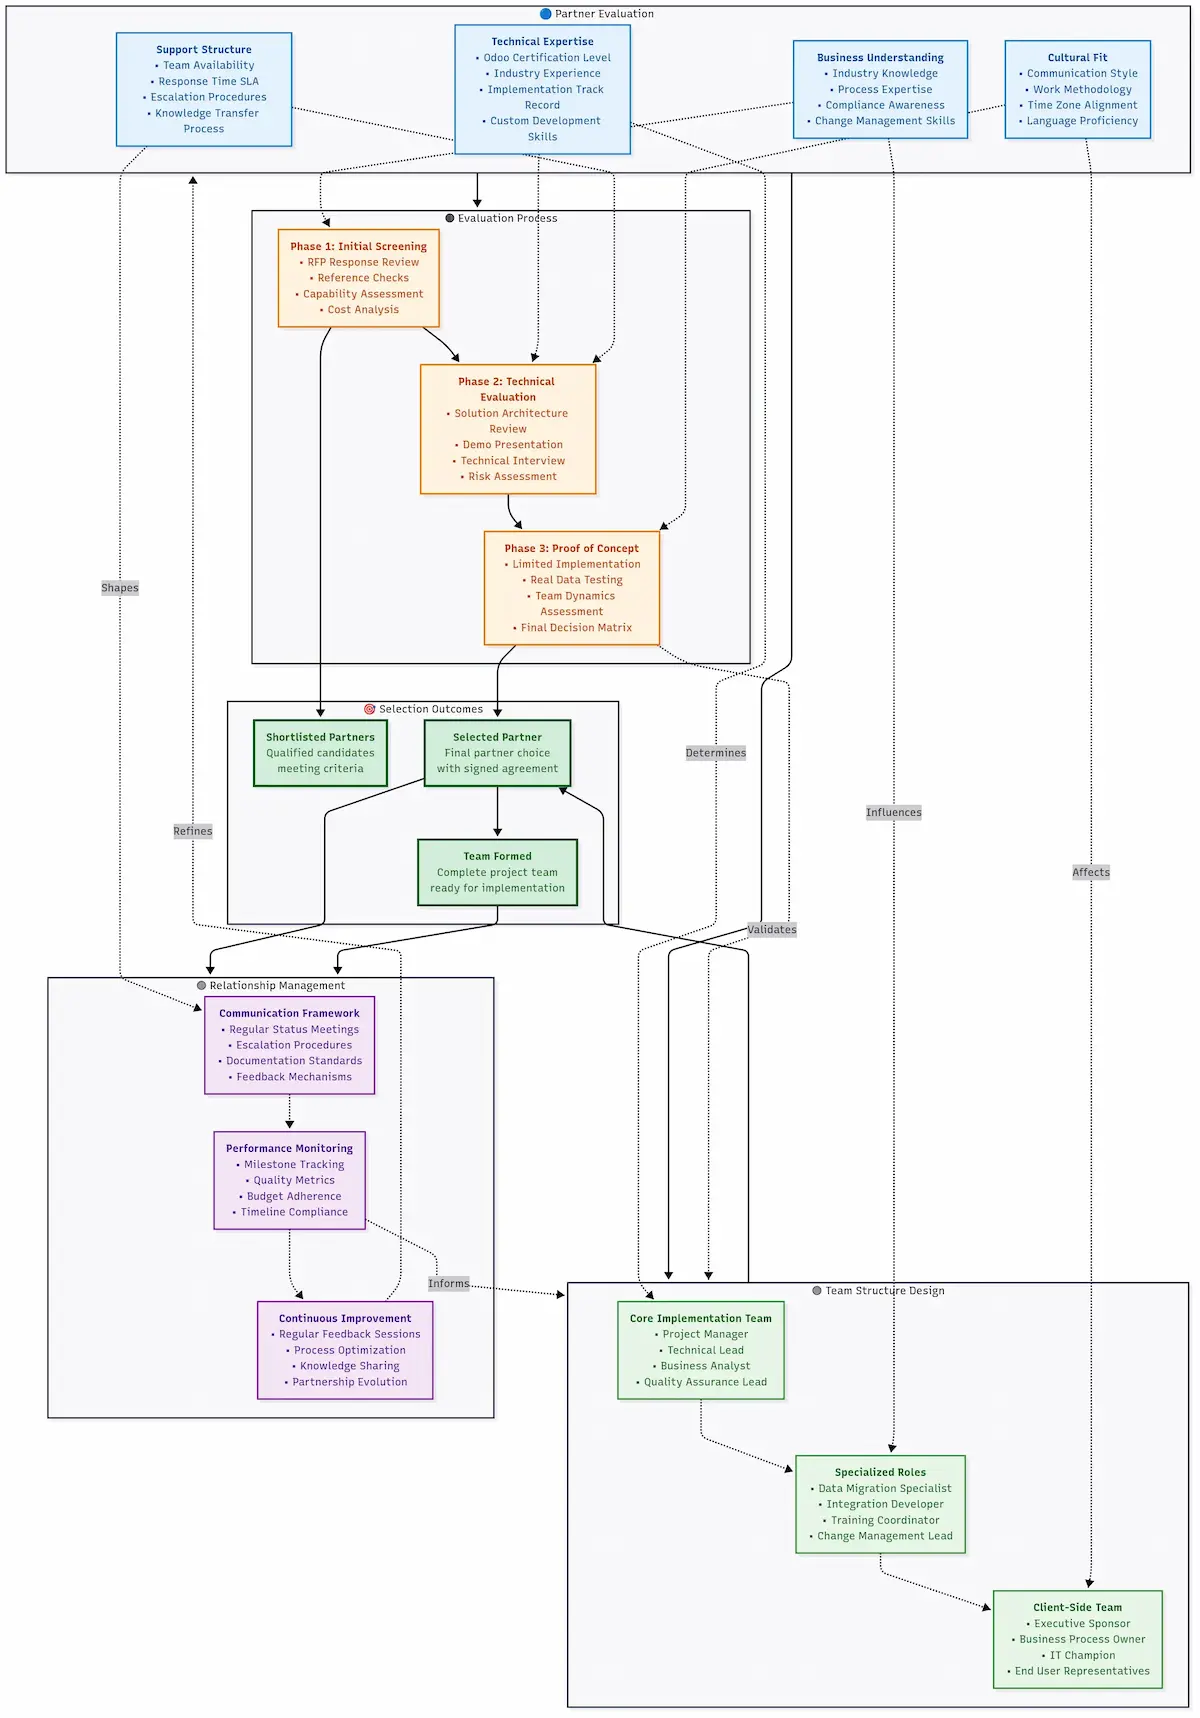 🔵 Partner Evaluation
Support Structure
• Team Availability
• Response Time SLA
• Escalation Procedures
• Knowledge Transfer
Process
Technical Expertise
• Odoo Certification Level
• Industry Experience
• Implementation Track
Record
• Custom Development
Skills
Business Understanding
• Industry Knowledge
• Process Expertise
• Compliance Awareness
• Change Management Skills
Cultural Fit
• Communication Style
• Work Methodology
• Time Zone Alignment
• Language Proficiency
Evaluation Process
Phase 1: Initial Screening
• RFP Response Review
• Reference Checks
• Capability Assessment
• Cost Analysis
Phase 2: Technical
Evaluation
• Solution Architecture
Review
• Demo Presentation
• Technical Interview
• Risk Assessment
Phase 3: Proof of Concept
• Limited Implementation
• Real Data Testing
• Team Dynamics
Assessment
• Final Decision Matrix
Shapes
🎯 Selection Outcomes
Shortlisted Partners
Qualified candidates
meeting criteria
Selected Partner
Final partner choice
with signed agreement
Determines
Influences
Refines
Team Formed
Complete project team
ready for implementation
Affects
Validates
Relationship Management
Communication Framework
• Regular Status Meetings
• Escalation Procedures
• Documentation Standards
• Feedback Mechanisms
Performance Monitoring
• Milestone Tracking
• Quality Metrics
• Budget Adherence
• Timeline Compliance
Informs
Continuous Improvement
• Regular Feedback Sessions
• Process Optimization
• Knowledge Sharing
• Partnership Evolution
Team Structure Design
Core Implementation Team
• Project Manager
• Technical Lead
• Business Analyst
• Quality Assurance Lead
Specialized Roles
• Data Migration Specialist
• Integration Developer
• Training Coordinator
• Change Management Lead
Client-Side Team
• Executive Sponsor
• Business Process Owner
• IT Champion
• End User Representatives